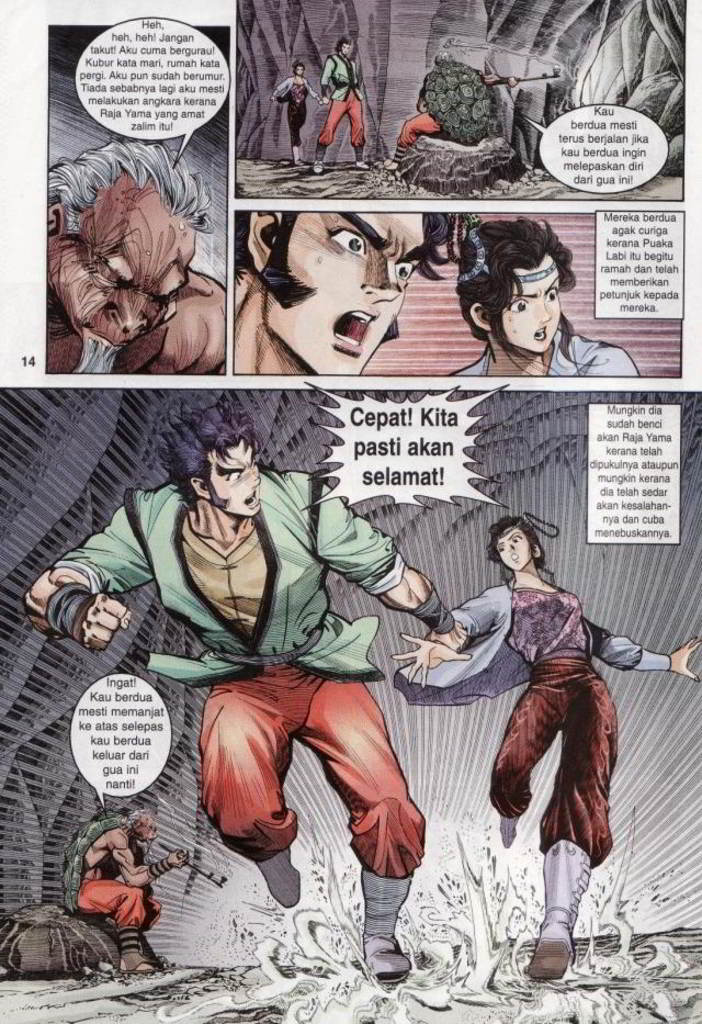 Heh,
heh, heh! Jangan
takut! Aku cuma bergurau!
Kubur kata mari, rumah kata
pergi. Aku pun sudah berumur.
Tiada sebabnya lagi aku mesti
melakukan angkara kerana
Raja Yama yang amat
zalim itu!
Kau
berdua mesti
terus berjalan jika
kau berdua ingin
melepaskan diri
dari gua ini!
Mereka berdua
agak curiga
kerana Puaka
Labi itu begitu
ramah dan telah
memberikan
petunjuk kepada
mereka.
14
Cepat! Kita
pasti akan
selamat!
Mungkin dia
sudah benci
akan Raja Yama
kerana telah
dipukulnya ataupun
mungkin kerana
dia telah sedar
akan kesalahan-
nya dan cuba
menebuskannya.
Ingat!
Kau berdua
mesti memanjat
ke atas selepas
kau berdua
keluar dari
gua ini
nanti!